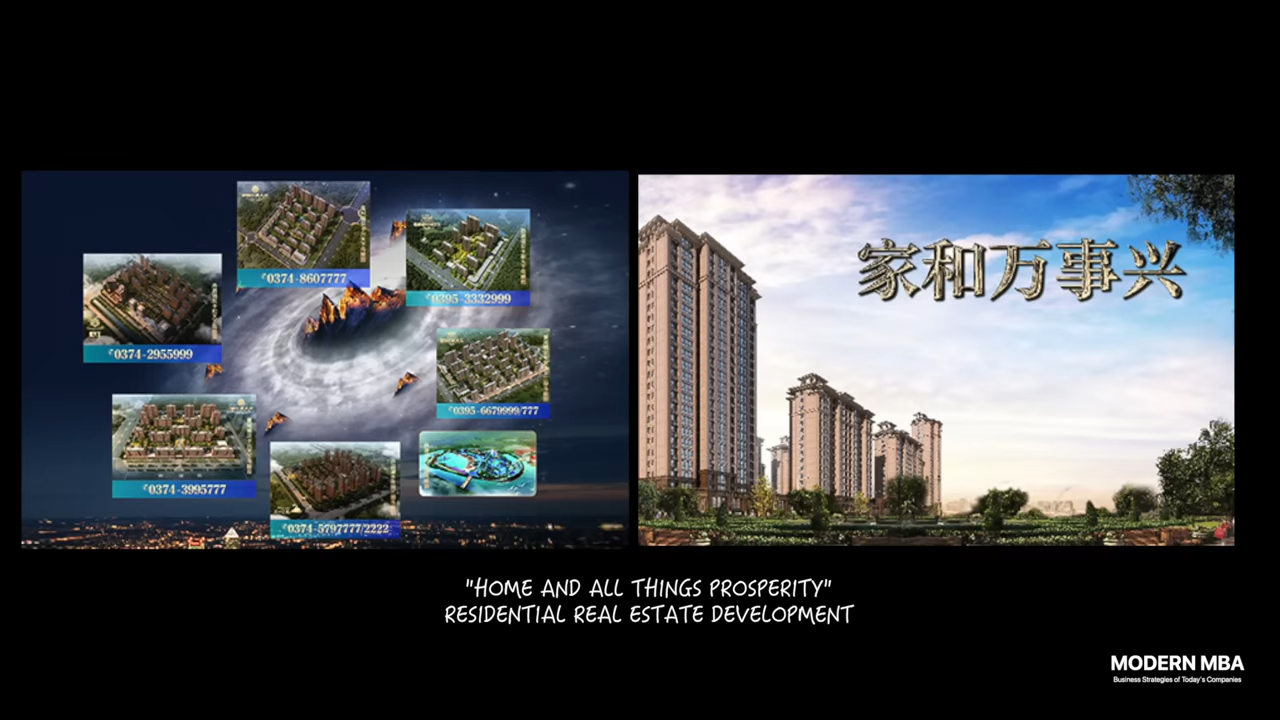 0374-8607777
0395-3332999
0374-2955999
0395-6679999/777
0374-3995777
0374-5797777/2222
家和万事兴
"HOME AND ALL THINGS PROSPERITY"
RESIDENTIAL REAL ESTATE DEVELOPMENT
MODERN MBA
Business Strategies of Today's Companies